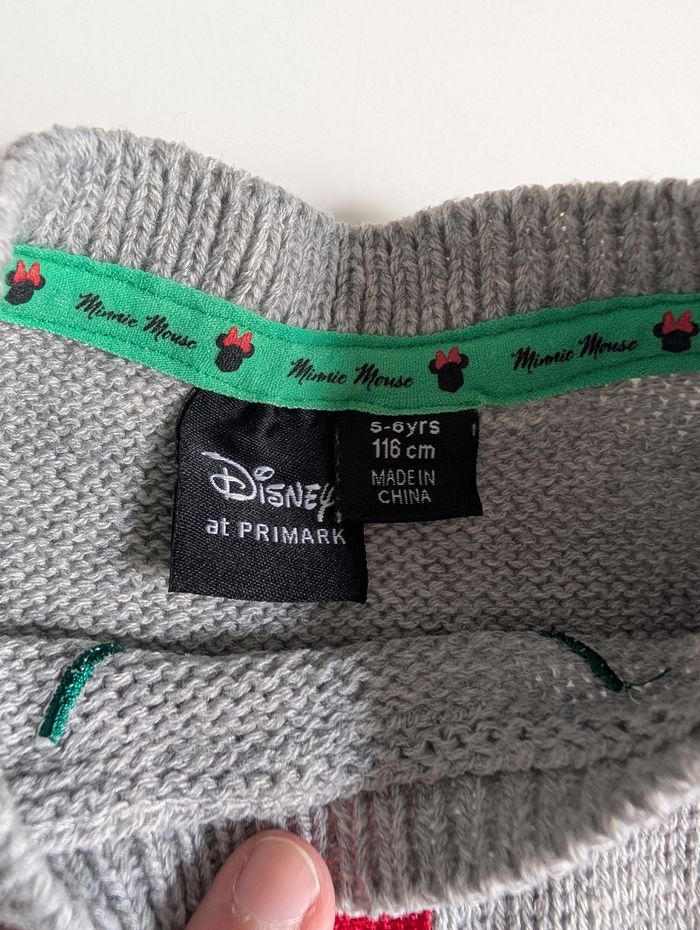 Minnie Mouse
Minnie Mouse
Minnie Mouse
Disney
at PRIMARK
5-6yrs
116 cm
MADE IN
CHINA